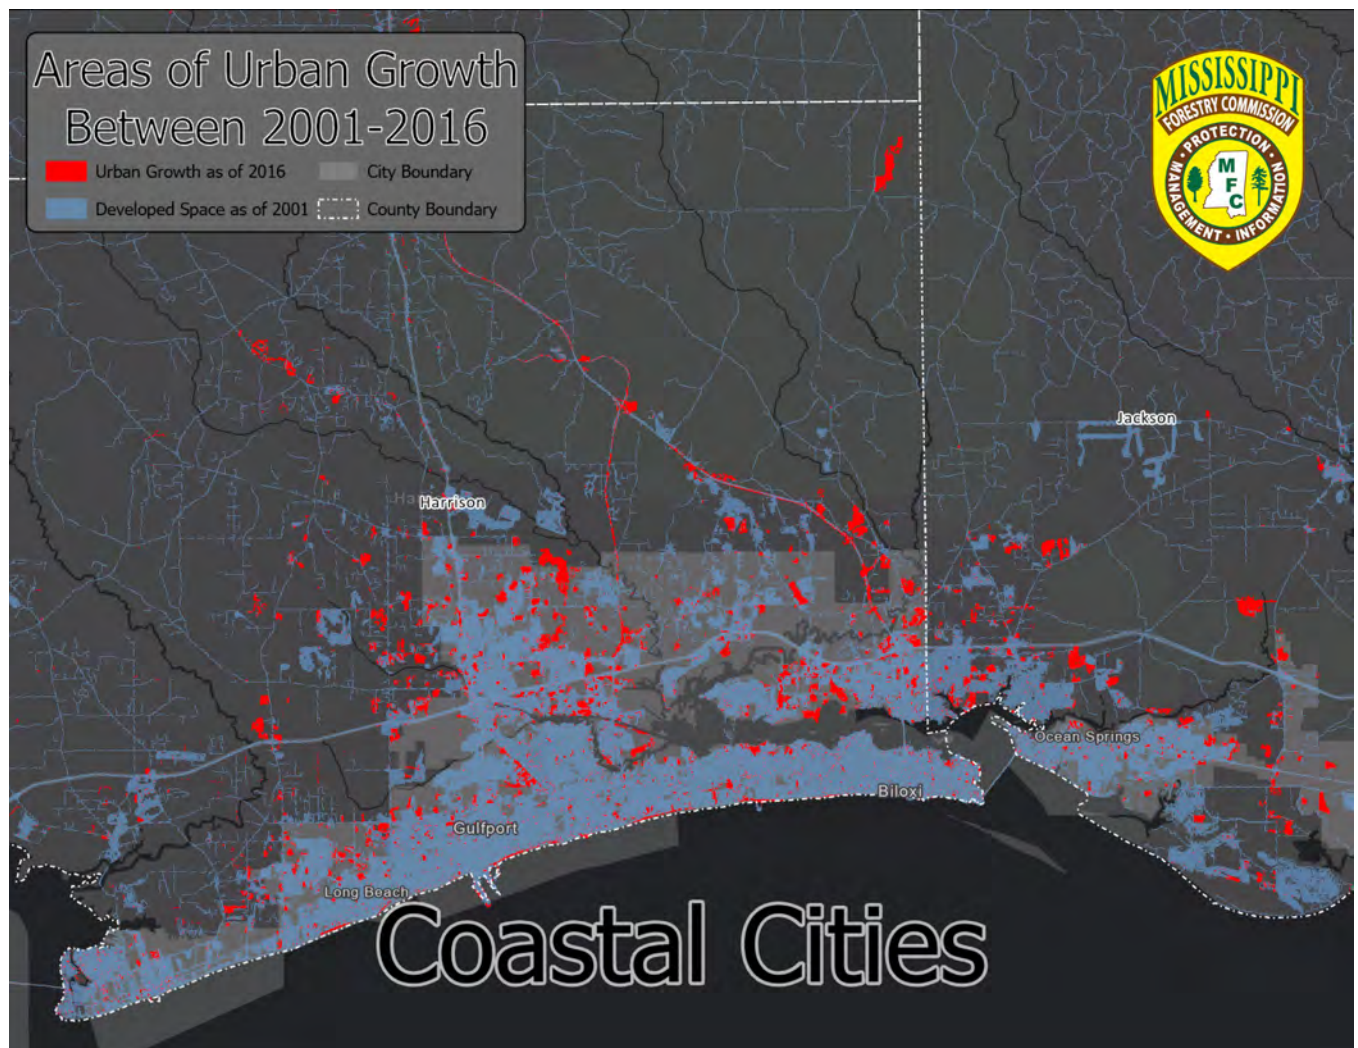 Areas of Urban Growth
Between 2001-2016
Urban Growth as of 2016
City Boundary
Developed Space as of 2001
County Boundary
MISSISSIPPI
FORESTRY COMMISSION
MANAGEMENT • PROTECTION • INFORMATION
M
F
C
Jackson
Harrison
Ocean Springs
Biloxi
Gulfport
Long Beach
Coastal Cities